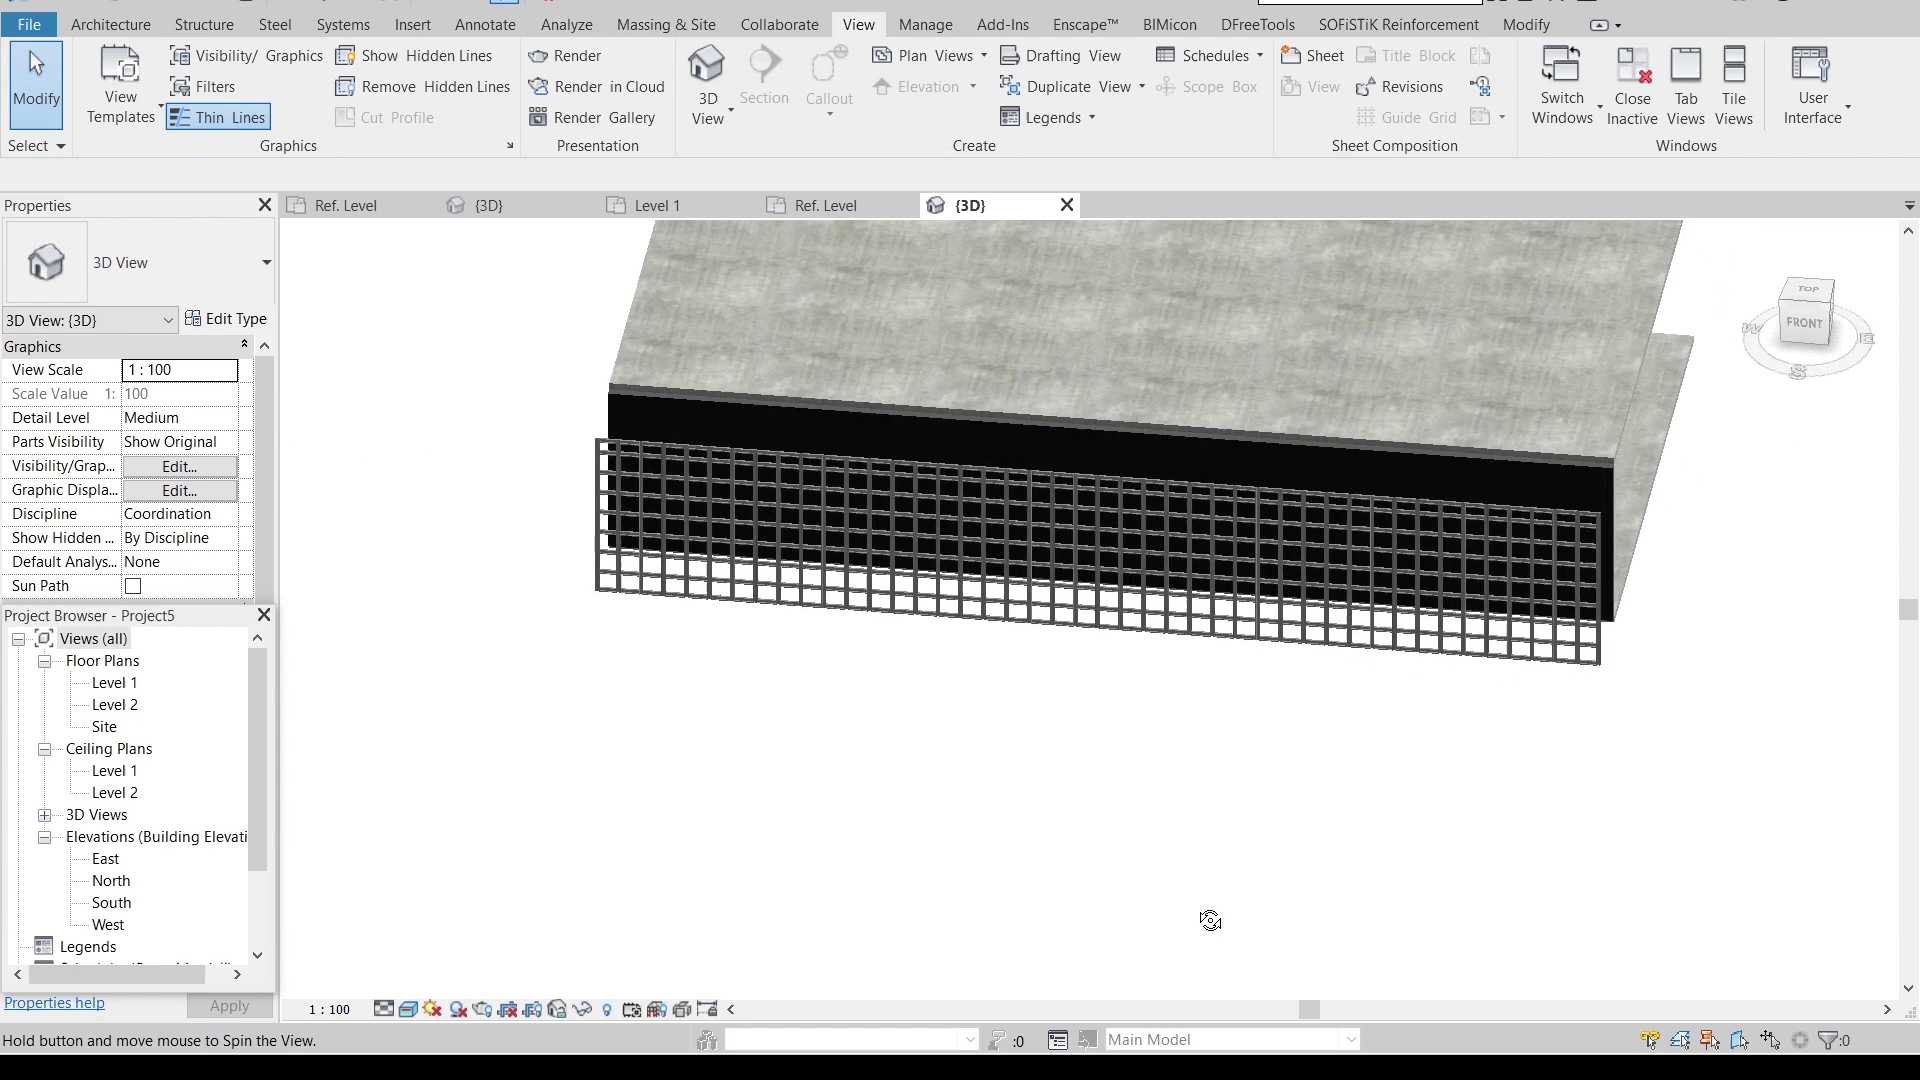 File Architecture Structure Steel Systems Insert Annotate Analyze Massing & Site Collaborate View Manage Add-Ins Enscape™ BIMicon DFreeTools SOFiSTiK Reinforcement Modify
Modify
Select
View Templates
Visibility/ Graphics
Filters
Thin Lines
Show Hidden Lines
Remove Hidden Lines
Cut Profile
Graphics
Render
Render in Cloud
Render Gallery
Presentation
3D View
Section
Callout
Plan Views
Elevation
Drafting View
Duplicate View
Legends
Schedules
Scope Box
Create
Sheet
View
Title Block
Revisions
Guide Grid
Sheet Composition
Switch Windows
Close Inactive
Tab Views
Tile Views
Windows
User Interface
Properties
Ref. Level
{3D}
Level 1
Ref. Level
{3D}
3D View
3D View: {3D}
Edit Type
Graphics
View Scale 1 : 100
Scale Value 1: 100
Detail Level Medium
Parts Visibility Show Original
Visibility/Grap... Edit...
Graphic Displa... Edit...
Discipline Coordination
Show Hidden ... By Discipline
Default Analys... None
Sun Path
Project Browser - Project5
Views (all)
Floor Plans
Level 1
Level 2
Site
Ceiling Plans
Level 1
Level 2
3D Views
Elevations (Building Elevati
East
North
South
West
Legends
Properties help
Apply
TOP
FRONT
S
1 : 100
Hold button and move mouse to Spin the View.
:0
Main Model
:0